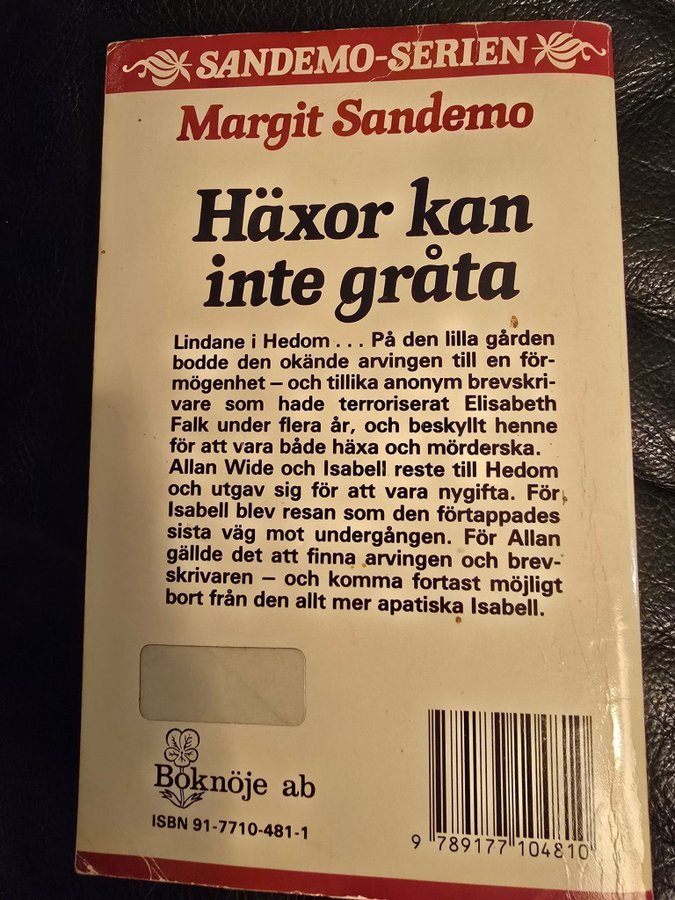 SANDEMO-SERIEN
Margit Sandemo
Häxor kan
inte gråta
Lindane i Hedom . . . På den lilla gården
bodde den okände arvingen till en för-
mögenhet – och tillika anonym brevskri-
vare som hade terroriserat Elisabeth
Falk under flera år, och beskyllt henne
för att vara både häxa och mörderska.
Allan Wide och Isabell reste till Hedom
och utgav sig för att vara nygifta. För
Isabell blev resan som den förtappades
sista väg mot undergången. För Allan
gällde det att finna arvingen och brev-
skrivaren – och komma fortast möjligt
bort från den allt mer apatiska Isabell.
Boknöje ab
ISBN 91-7710-481-1
9 789177 104810